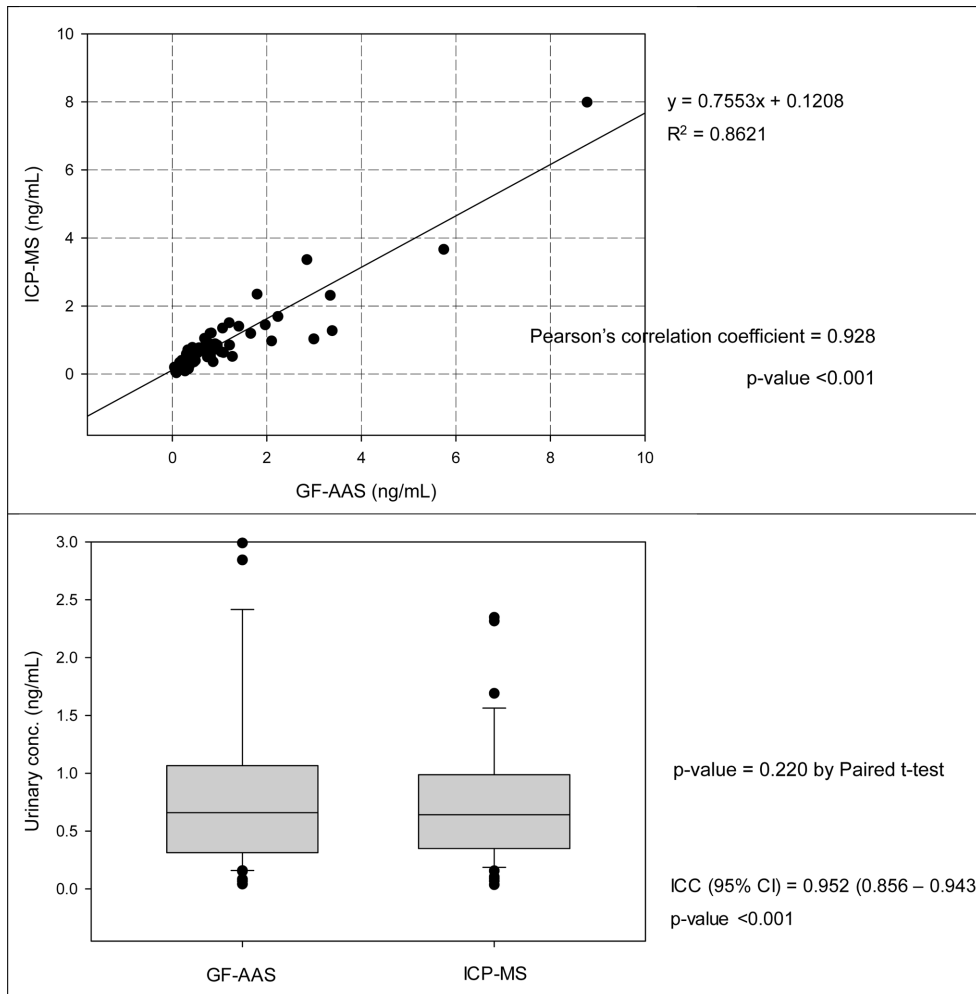 10
8
6
4
2
0
ICP-MS (ng/mL)
0 2 4 6 8 10
GF-AAS (ng/mL)
y = 0.7553x + 0.1208
R² = 0.8621
Pearson's correlation coefficient = 0.928
p-value <0.001
3.0
2.5
2.0
1.5
1.0
0.5
0.0
Urinary conc. (ng/mL)
GF-AAS ICP-MS
p-value = 0.220 by Paired t-test
ICC (95% CI) = 0.952 (0.856 – 0.943
p-value <0.001